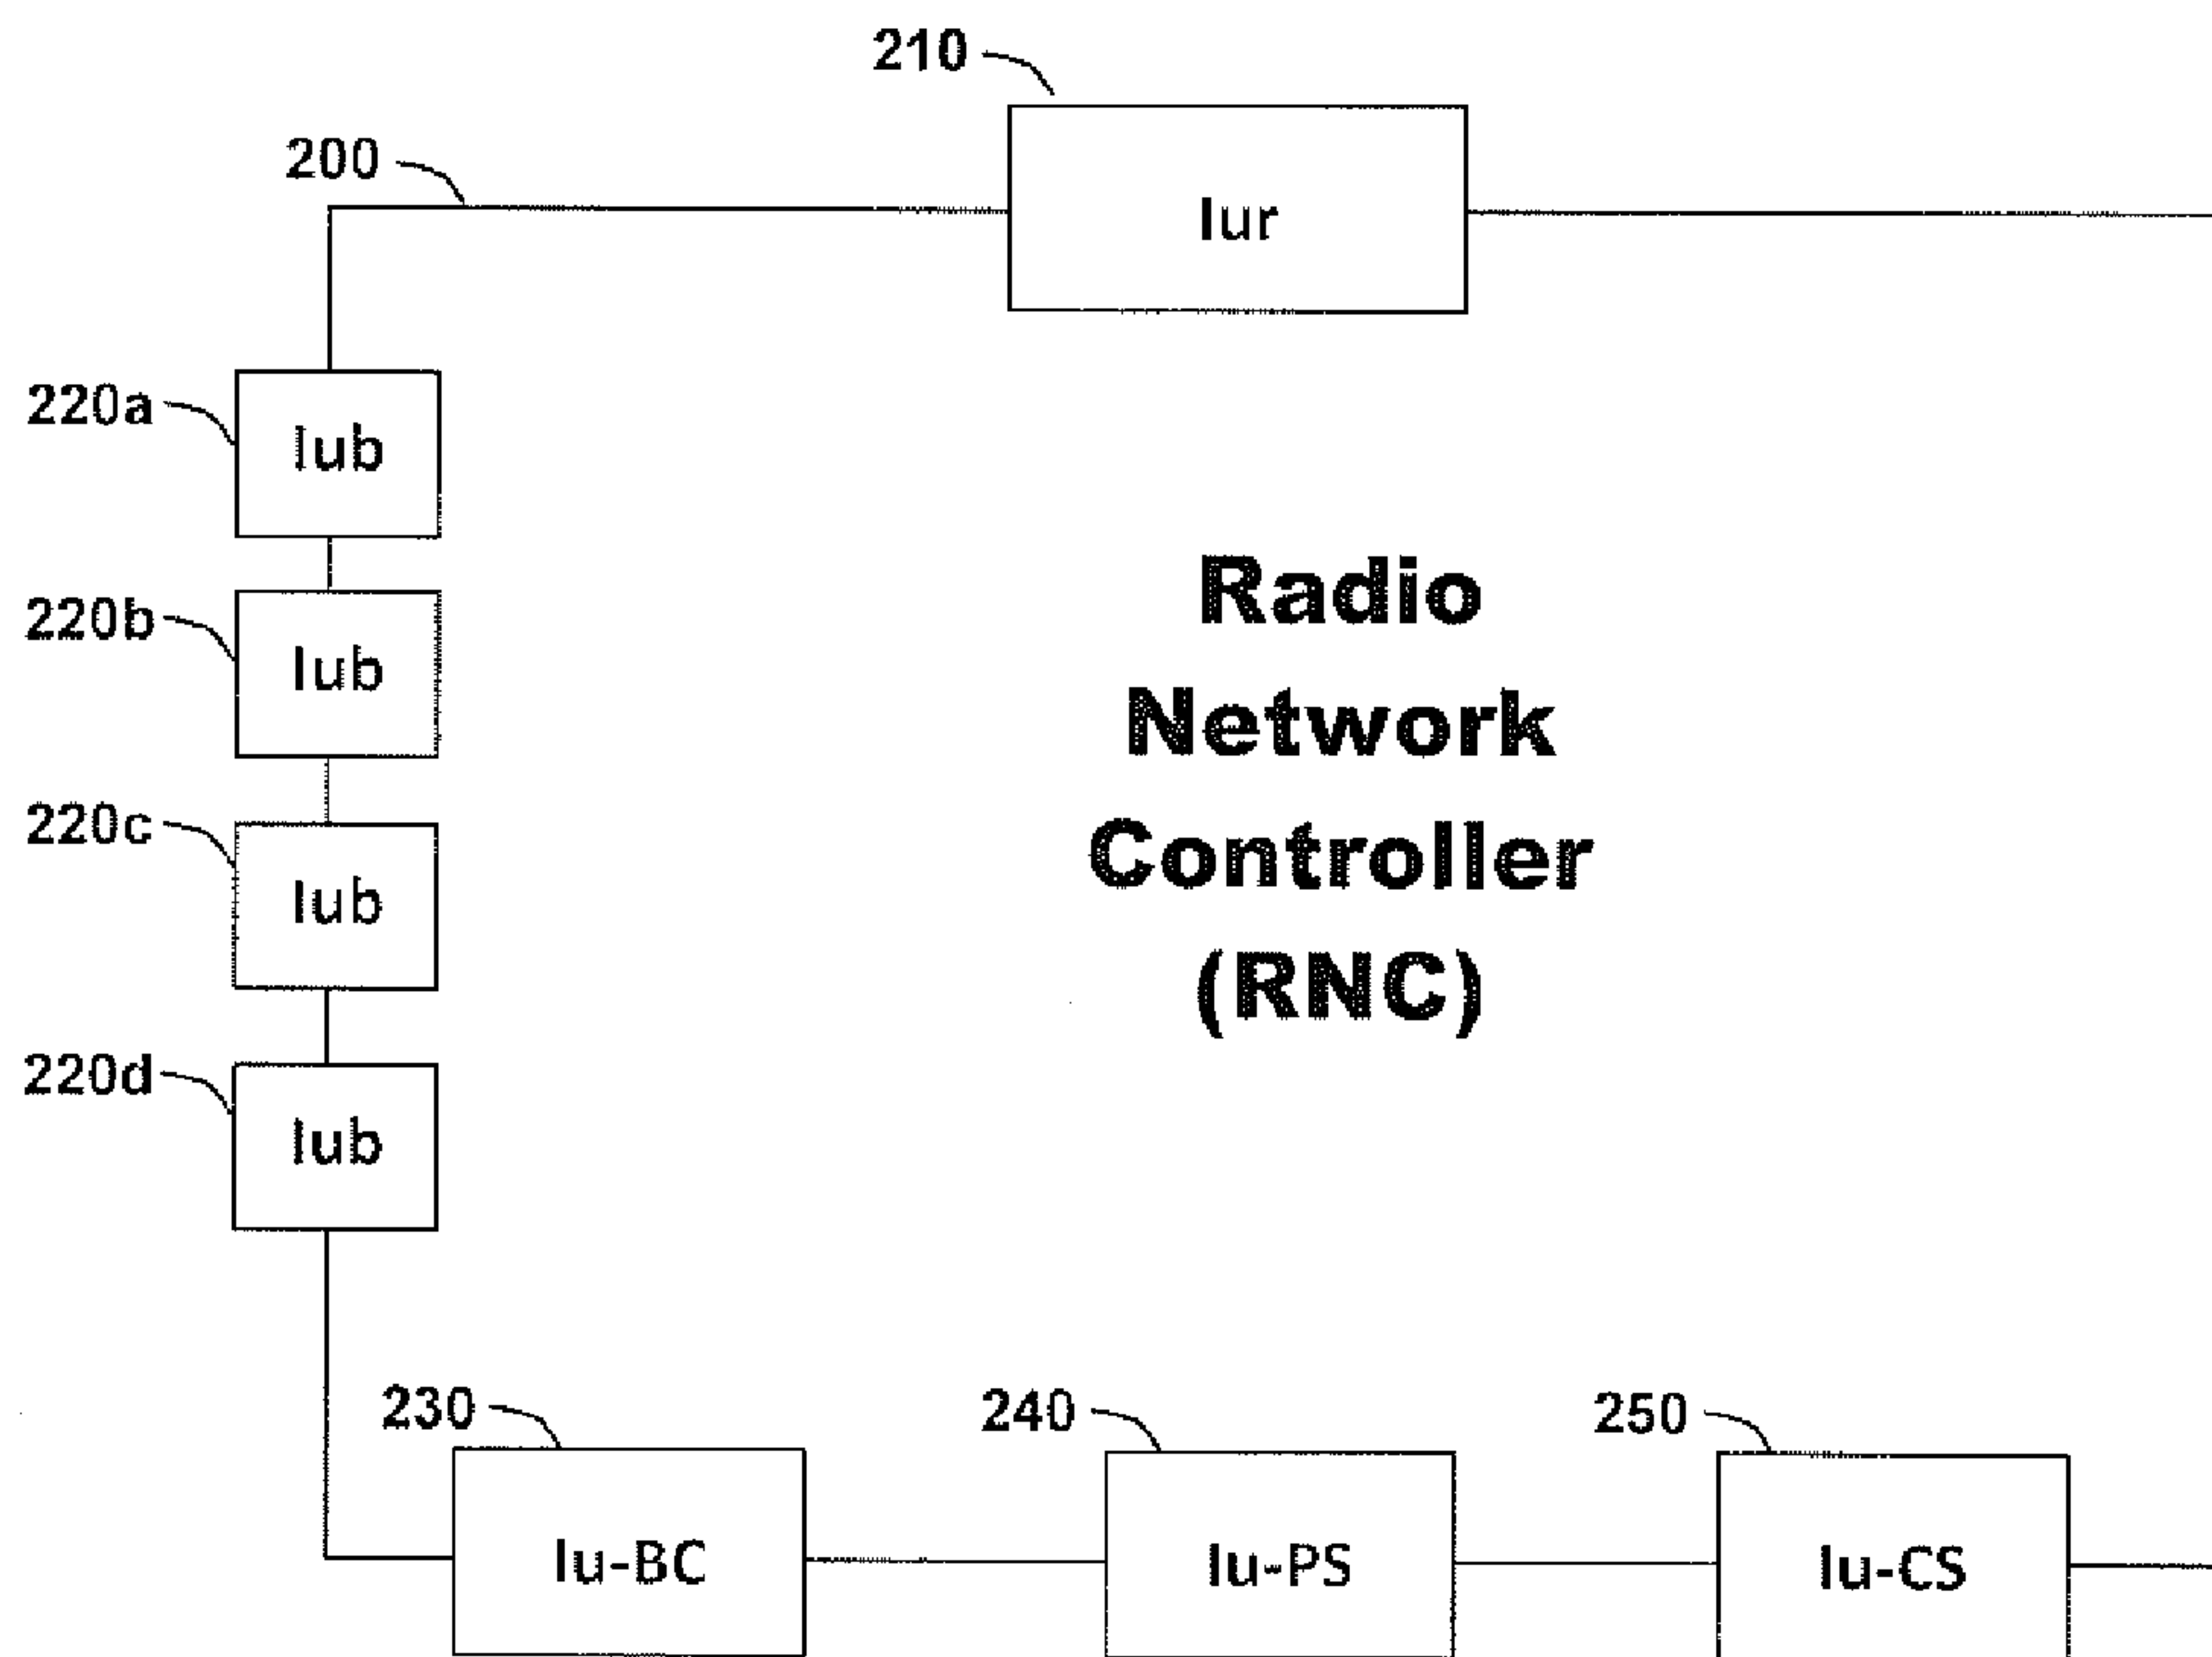 210
200
Iur
220a
Iub
220b
Iub
Radio
Network
Controller
(RNC)
220c
Iub
220d
Iub
230
240
250
Iu-BC
Iu-PS
Iu-CS